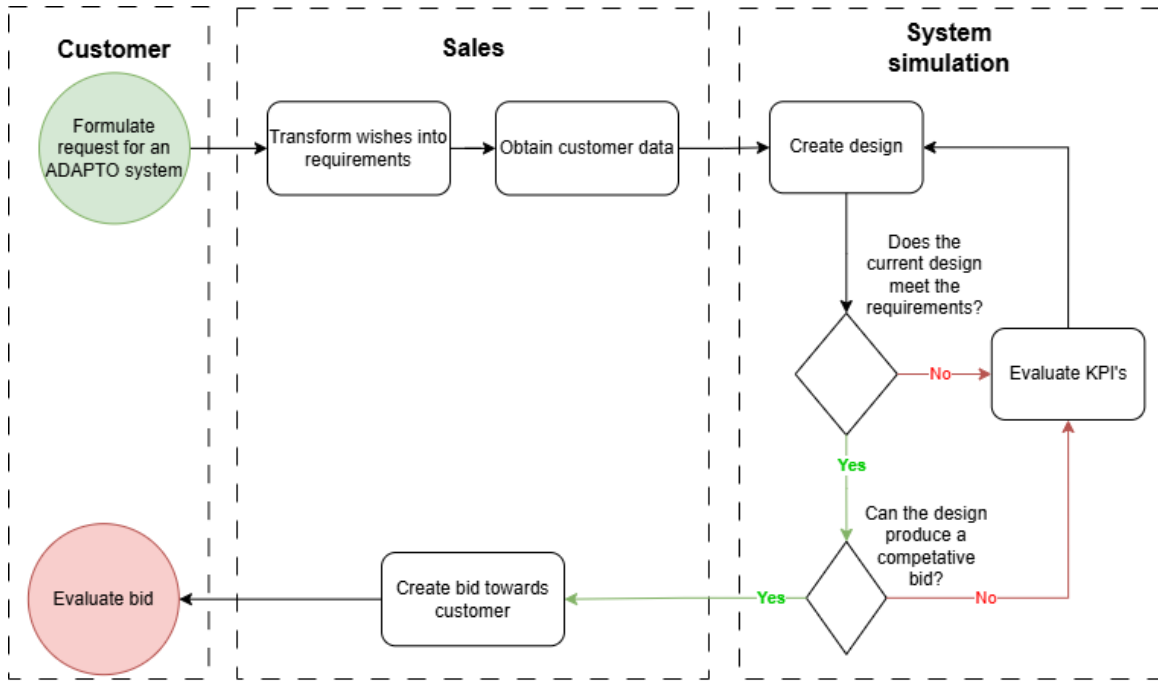 Customer
Sales
System
simulation
Formulate
request for an
ADAPTO system
Transform wishes into
requirements
Obtain customer data
Create design
Does the
current design
meet the
requirements?
No
Evaluate KPI's
Yes
Can the design
produce a
competative
bid?
No
Yes
Create bid towards
customer
Evaluate bid